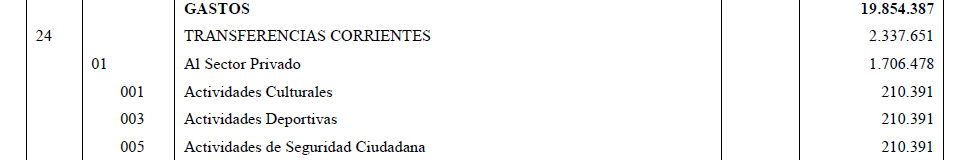 GASTOS 19.854.387
24 TRANSFERENCIAS CORRIENTES 2.337.651
01 Al Sector Privado 1.706.478
001 Actividades Culturales 210.391
003 Actividades Deportivas 210.391
005 Actividades de Seguridad Ciudadana 210.391